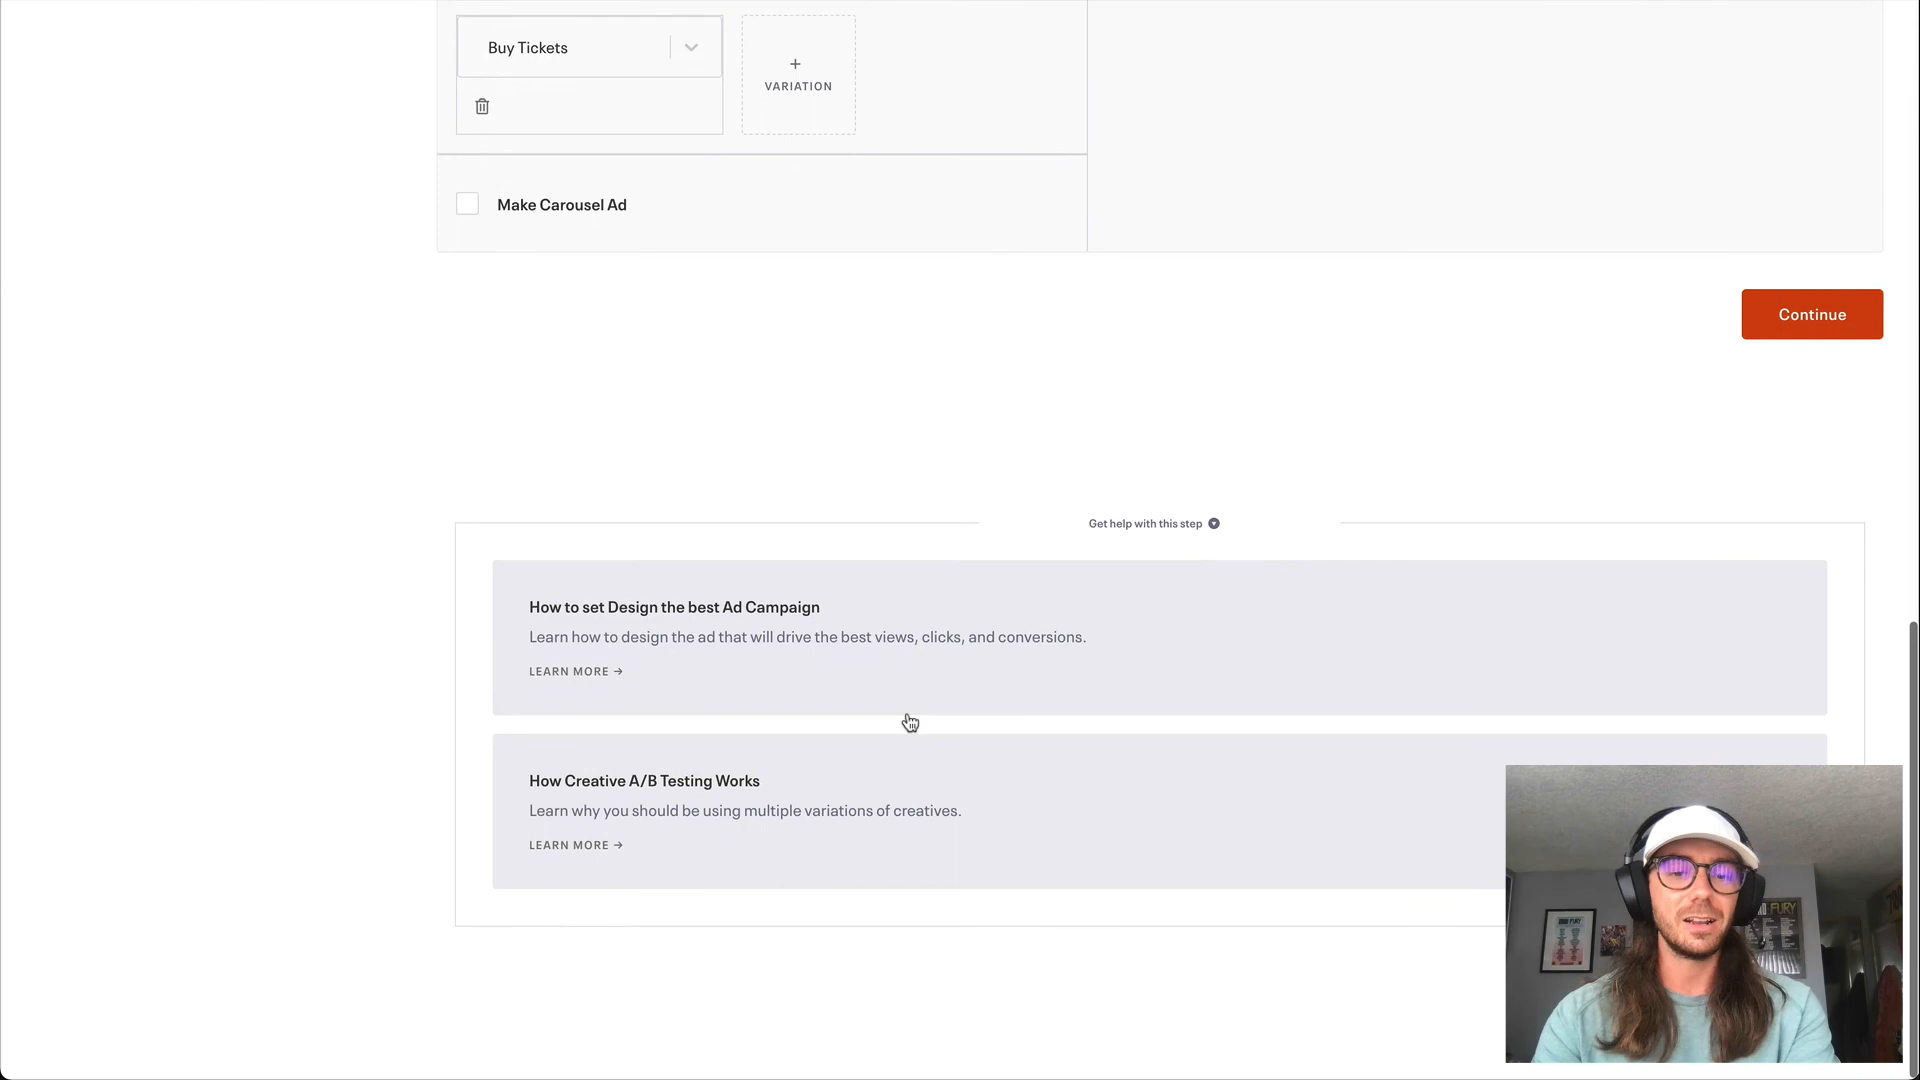 Buy Tickets
+
VARIATION
Make Carousel Ad
Continue
Get help with this step
How to set Design the best Ad Campaign
Learn how to design the ad that will drive the best views, clicks, and conversions.
LEARN MORE →
How Creative A/B Testing Works
Learn why you should be using multiple variations of creatives.
LEARN MORE →
FURY